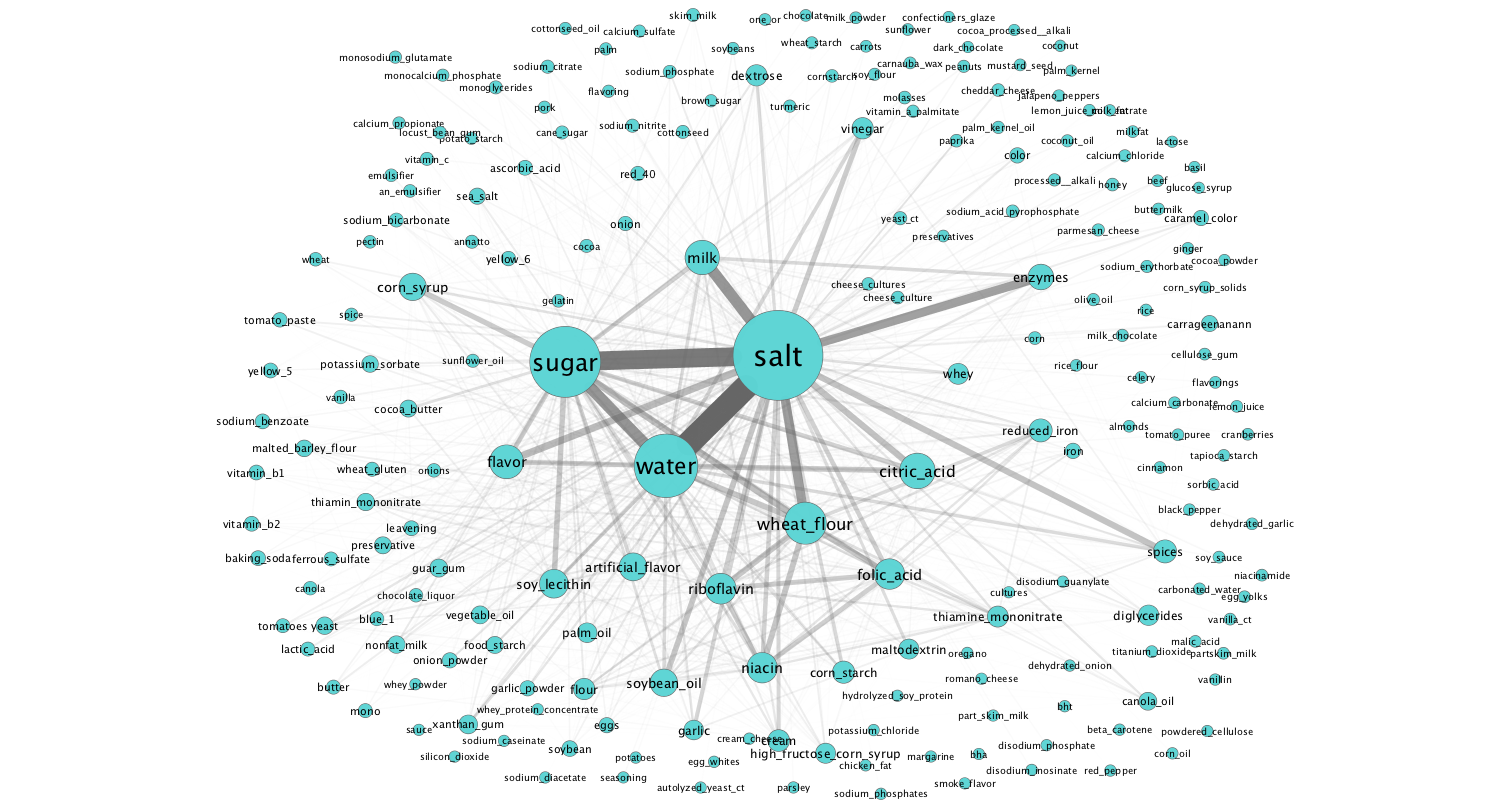 skim_milk
one_or
chocolate
milk_powder
confectioners_glaze
cottonseed_oil
calcium_sulfate
sunflower
cocoa_processed__alkali
palm
soybeans
wheat_starch
carrots
dark_chocolate
coconut
monosodium_glutamate
sodium_citrate
sodium_phosphate
dextrose
cornstarch
soy_flour
carnauba_wax
peanuts
mustard_seed
palm_kernel
monocalcium_phosphate
monoglycerides
flavoring
brown_sugar
turmeric
molasses
cheddar_cheese
jalapeno_peppers
pork
vitamin_a_palmitate
calcium_propionate
locust_bean_gum
potato_starch
cane_sugar
sodium_nitrite
cottonseed
vinegar
palm_kernel_oil
milkfat
paprika
coconut_oil
lactose
vitamin_c
ascorbic_acid
color
calcium_chloride
basil
emulsifier
red_40
processed__alkali
honey
beef
glucose_syrup
an_emulsifier
sea_salt
sodium_bicarbonate
onion
yeast_ct
sodium_acid_pyrophosphate
buttermilk
caramel_color
pectin
annatto
cocoa
preservatives
parmesan_cheese
ginger
wheat
yellow_6
milk
enzymes
sodium_erythorbate
cocoa_powder
corn_syrup
gelatin
cheese_cultures
cheese_culture
olive_oil
corn_syrup_solids
tomato_paste
spice
rice
carrageenanann
sugar
salt
corn
milk_chocolate
yellow_5
potassium_sorbate
sunflower_oil
whey
rice_flour
cellulose_gum
celery
flavorings
vanilla
cocoa_butter
calcium_carbonate
lemon_juice
sodium_benzoate
reduced_iron
almonds
tomato_puree
cranberries
malted_barley_flour
iron
tapioca_starch
vitamin_b1
wheat_gluten
onions
flavor
water
citric_acid
cinnamon
sorbic_acid
thiamin_mononitrate
black_pepper
vitamin_b2
leavening
wheat_flour
dehydrated_garlic
baking_soda
ferrous_sulfate
preservative
spices
soy_sauce
guar_gum
artificial_flavor
folic_acid
niacinamide
canola
chocolate_liquor
soy_lecithin
riboflavin
cultures
disodium_guanylate
carbonated_water
egg_yolks
tomatoes
yeast
blue_1
vegetable_oil
palm_oil
thiamine_mononitrate
diglycerides
vanilla_ct
lactic_acid
nonfat_milk
food_starch
onion_powder
maltodextrin
oregano
malic_acid
titanium_dioxide
partskim_milk
butter
whey_powder
garlic_powder
flour
soybean_oil
niacin
corn_starch
romano_cheese
dehydrated_onion
vanillin
mono
whey_protein_concentrate
hydrolyzed_soy_protein
part_skim_milk
bht
canola_oil
sauce
xanthan_gum
eggs
garlic
potassium_chloride
beta_carotene
powdered_cellulose
sodium_caseinate
soybean
cream_cheese
cream
disodium_phosphate
silicon_dioxide
potatoes
egg_whites
high_fructose_corn_syrup
chicken_fat
margarine
bha
corn_oil
sodium_diacetate
seasoning
disodium_inosinate
red_pepper
autolyzed_yeast_ct
parsley
sodium_phosphates
smoke_flavor